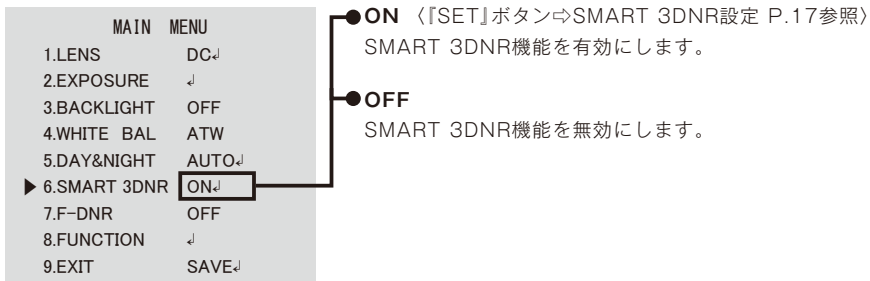 MAIN MENU
1.LENS DC↲
2.EXPOSURE ↲
3.BACKLIGHT OFF
4.WHITE BAL ATW
5.DAY&NIGHT AUTO↲
▶ 6.SMART 3DNR ON↲
7.F-DNR OFF
8.FUNCTION ↲
9.EXIT SAVE↲
●ON 〈『SET』ボタン⇨SMART 3DNR設定 P.17参照〉
SMART 3DNR機能を有効にします。
●OFF
SMART 3DNR機能を無効にします。